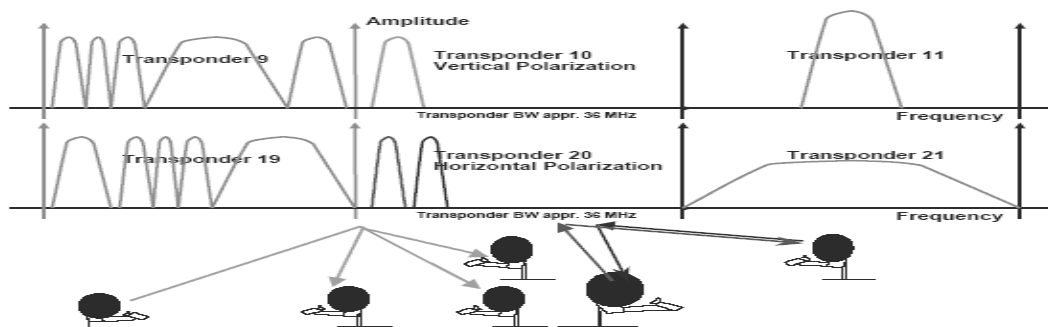 Amplitude
Transponder 9
Transponder 10
Vertical Polarization
Transponder 11
Transponder BW appr. 36 MHz
Frequency
Transponder 19
Transponder 20
Horizontal Polarization
Transponder 21
Transponder BW appr. 36 MHz
Frequency